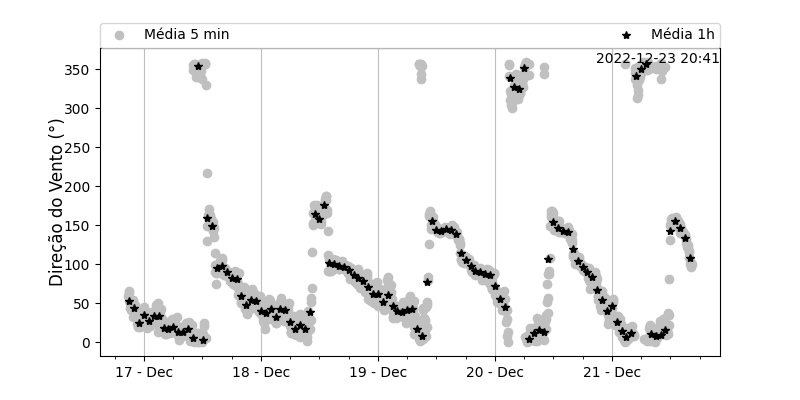 Média 5 min
Média 1h
2022-12-23 20:41
Direção do Vento (°)
350
300
250
200
150
100
50
0
17 - Dec
18 - Dec
19 - Dec
20 - Dec
21 - Dec